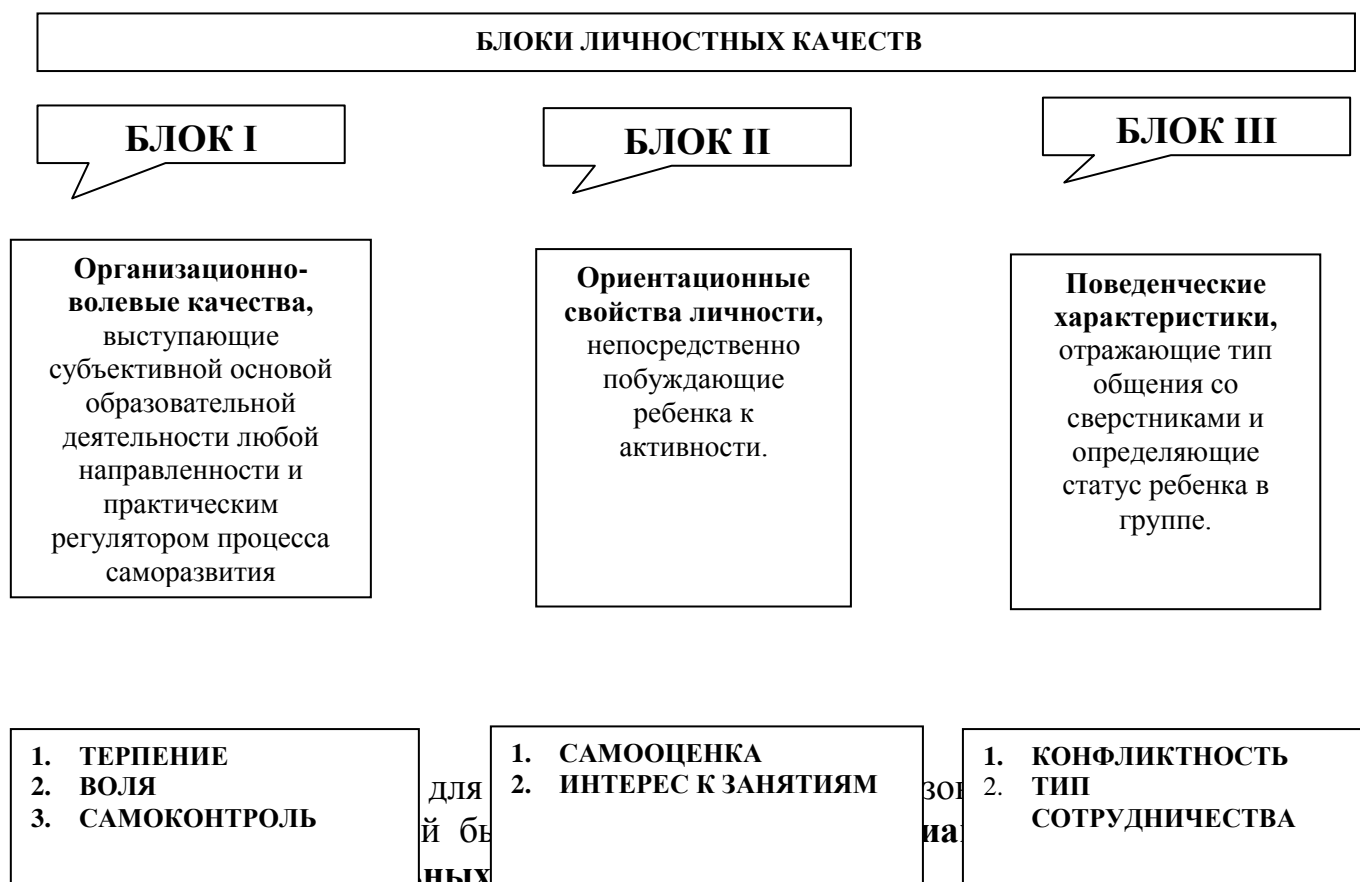 БЛОКИ ЛИЧНОСТНЫХ КАЧЕСТВ
БЛОК I
БЛОК II
БЛОК III
Организационно-
волевые качества,
выступающие
субъективной основой
образовательной
деятельности любой
направленности и
практическим
регулятором процесса
саморазвития
Ориентационные
свойства личности,
непосредственно
побуждающие
ребенка к
активности.
Поведенческие
характеристики,
отражающие тип
общения со
сверстниками и
определяющие
статус ребенка в
группе.
1. ТЕРПЕНИЕ
2. ВОЛЯ
3. САМОКОНТРОЛЬ
для
1. САМООЦЕНКА
2. ИНТЕРЕС К ЗАНЯТИЯМ
1. КОНФЛИКТНОСТЬ
2. ТИП
СОТРУДНИЧЕСТВА